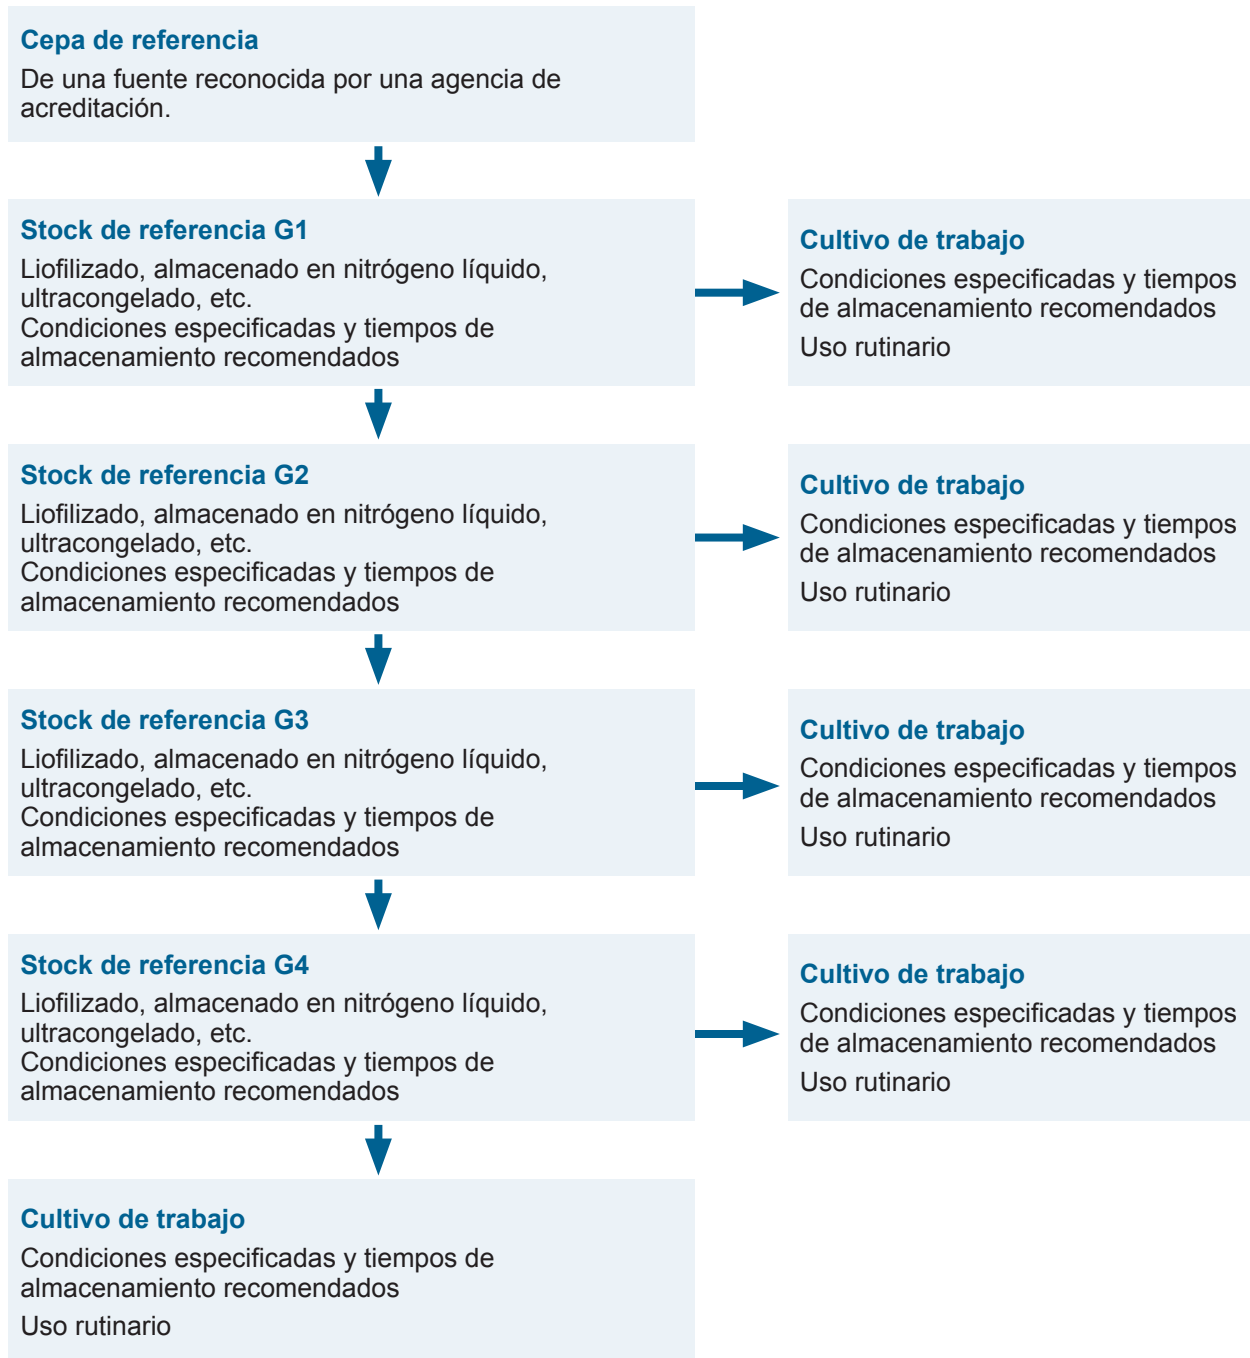 Cepa de referencia
De una fuente reconocida por una agencia de
acreditación.
Stock de referencia G1
Liofilizado, almacenado en nitrógeno líquido,
ultracongelado, etc.
Condiciones especificadas y tiempos de
almacenamiento recomendados
Cultivo de trabajo
Condiciones especificadas y tiempos
de almacenamiento recomendados
Uso rutinario
Stock de referencia G2
Liofilizado, almacenado en nitrógeno líquido,
ultracongelado, etc.
Condiciones especificadas y tiempos de
almacenamiento recomendados
Cultivo de trabajo
Condiciones especificadas y tiempos
de almacenamiento recomendados
Uso rutinario
Stock de referencia G3
Liofilizado, almacenado en nitrógeno líquido,
ultracongelado, etc.
Condiciones especificadas y tiempos de
almacenamiento recomendados
Cultivo de trabajo
Condiciones especificadas y tiempos
de almacenamiento recomendados
Uso rutinario
Stock de referencia G4
Liofilizado, almacenado en nitrógeno líquido,
ultracongelado, etc.
Condiciones especificadas y tiempos de
almacenamiento recomendados
Cultivo de trabajo
Condiciones especificadas y tiempos
de almacenamiento recomendados
Uso rutinario
Cultivo de trabajo
Condiciones especificadas y tiempos de
almacenamiento recomendados
Uso rutinario